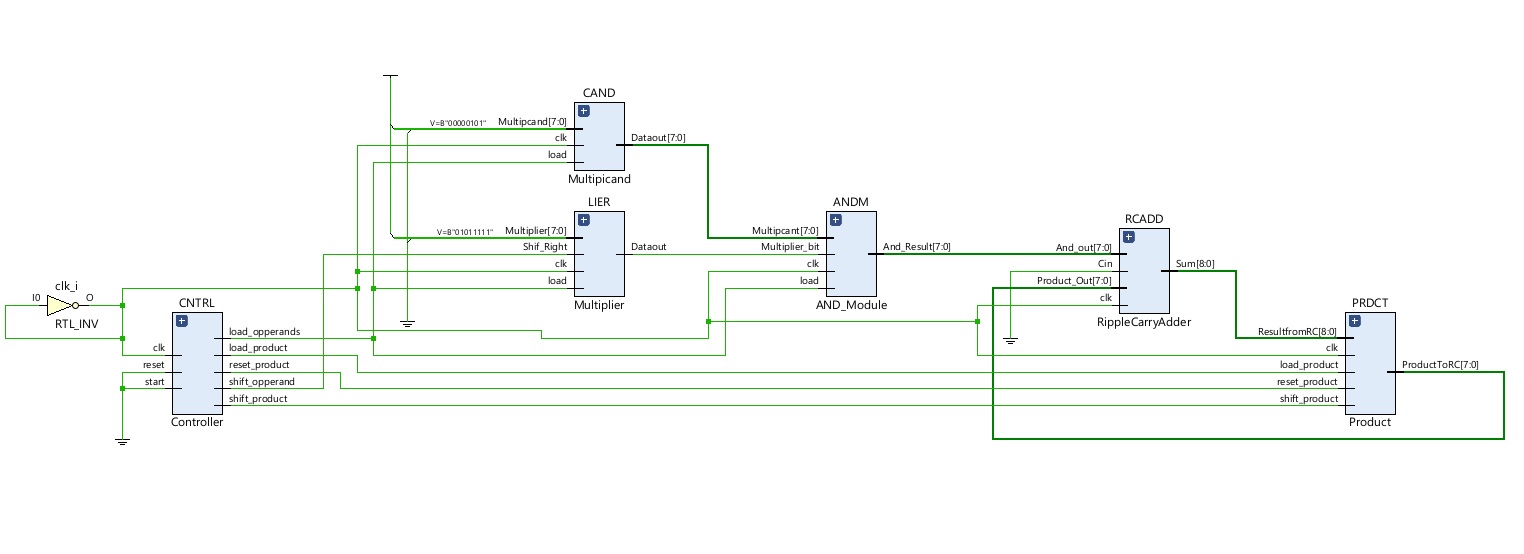 CAND
V=B"00000101"
Multipcand[7:0]
clk
load
Dataout[7:0]
Multipicand
LIER
V=B"01011111"
Multiplier[7:0]
Shif_Right
clk
load
Dataout
Multiplier
ANDM
Multipcant[7:0]
Multiplier_bit
clk
load
And_Result[7:0]
AND_Module
RCADD
And_out[7:0]
Cin
Product_Out[7:0]
clk
Sum[8:0]
RippleCarryAdder
clk_i
I0
O
RTL_INV
CNTRL
clk
reset
start
load_opperands
load_product
reset_product
shift_opperand
shift_product
Controller
PRDCT
ResultfromRC[8:0]
clk
load_product
reset_product
shift_product
ProductToRC[7:0]
Product